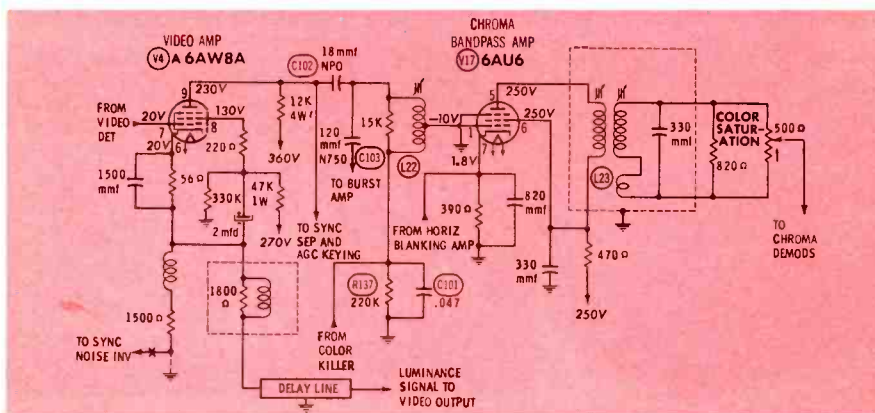 VIDEO AMP
V4 A 6AW8A
C102
18 mmf
NPO
CHROMA
BANDPASS AMP
V17 6AU6
9
230V
5
250V
FROM
VIDEO
DET
20V
7
20V
6
8
130V
220Ω
12K
4W
360V
15K
120
mmf
N750
C103
TO BURST
AMP
L22
-10V
1
7
1.8V
250V
6
L23
330
mmf
820
Ω
COLOR
SATUR-
ATION
500Ω
1
TO
CHROMA
DEMODS
1500
mmf
56Ω
330K
47K
1W
2 mfd
270V
TO SYNC
SEP AND
AGC KEYING
FROM HORIZ
BLANKING AMP
390Ω
820
mmf
330
mmf
470Ω
250V
1500Ω
1800
Ω
R137
220K
C101
.047
TO SYNC
NOISE INV
FROM
COLOR
KILLER
DELAY LINE
LUMINANCE
SIGNAL TO
VIDEO OUTPUT